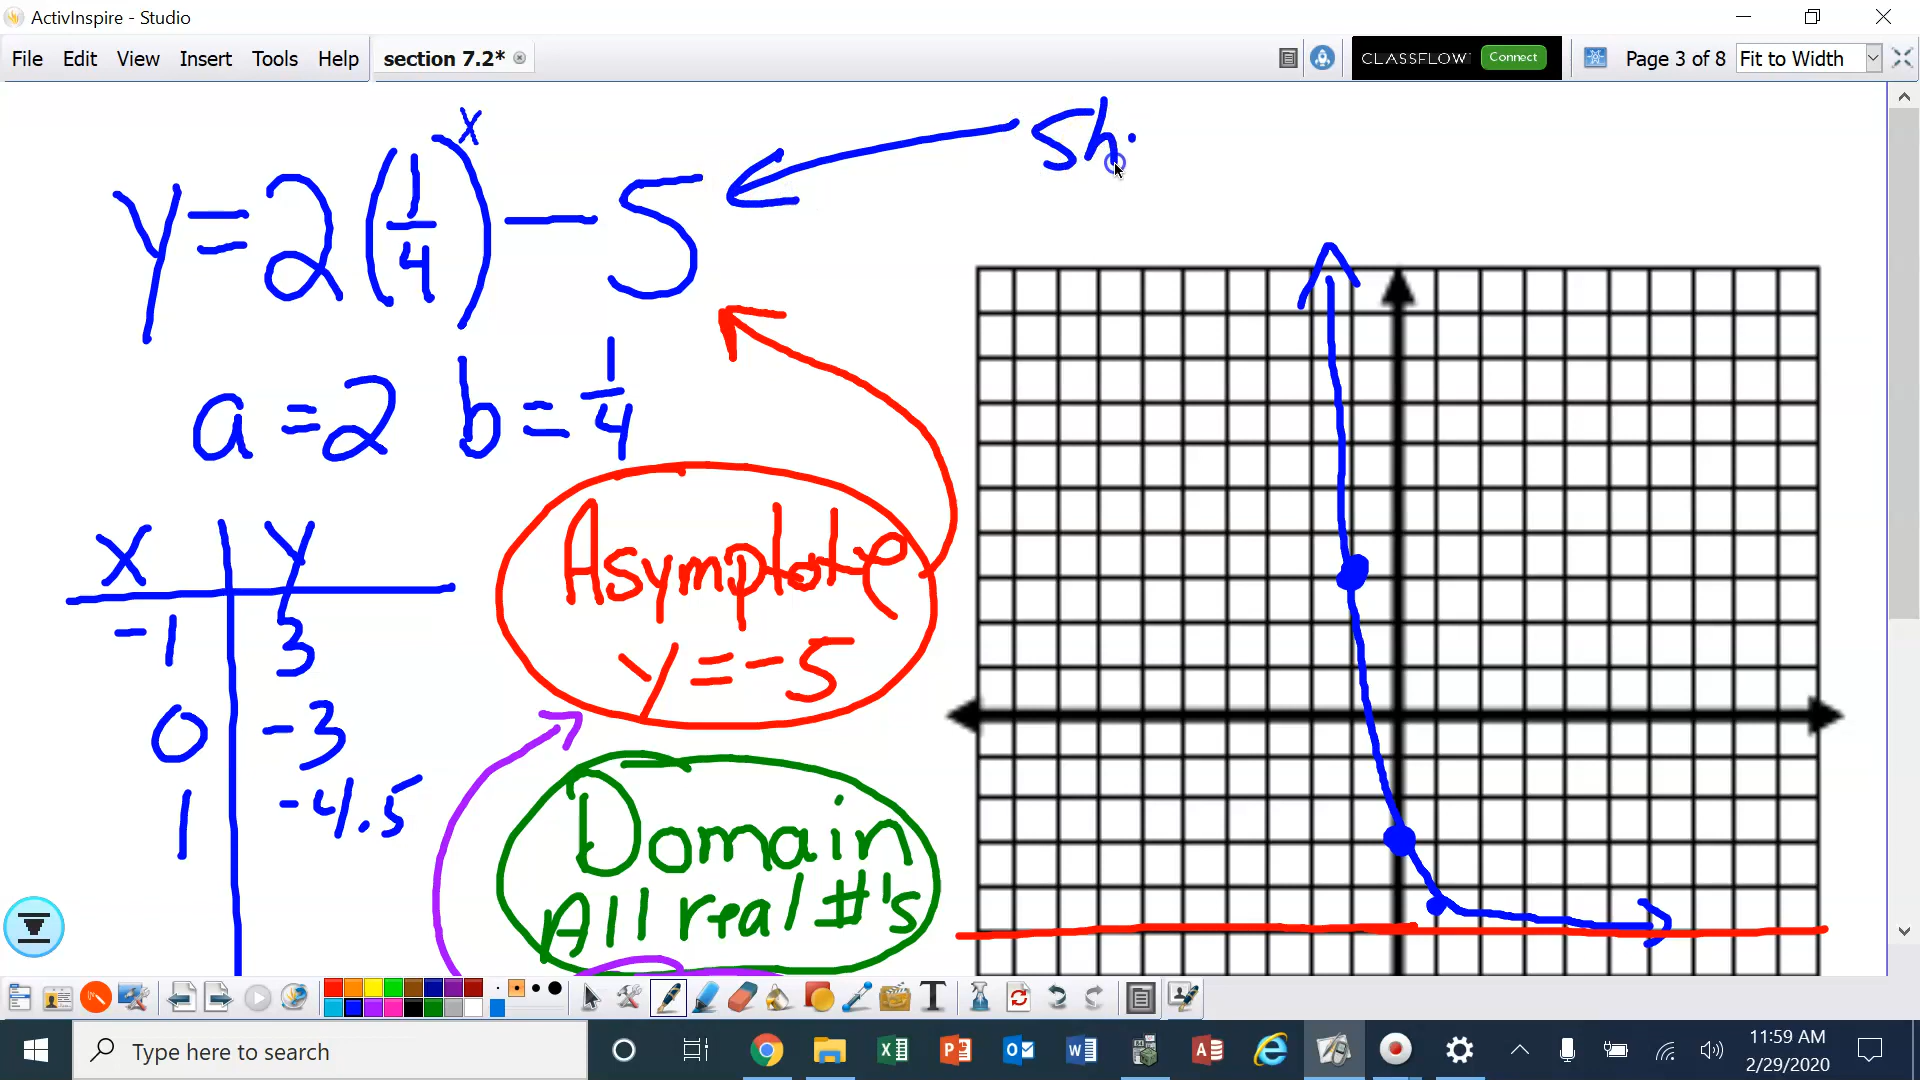 ActivInspire - Studio
File Edit View Insert Tools Help section 7.2* CLASSFLOW Connect Page 3 of 8 Fit to Width
y = 2(1/4)^x - 5 Sh
a = 2 b = 1/4
Asymptote
y = -5
x y
-1 3
0 -3
1 -4.5
Domain
All real #'s
Type here to search
11:59 AM
2/29/2020